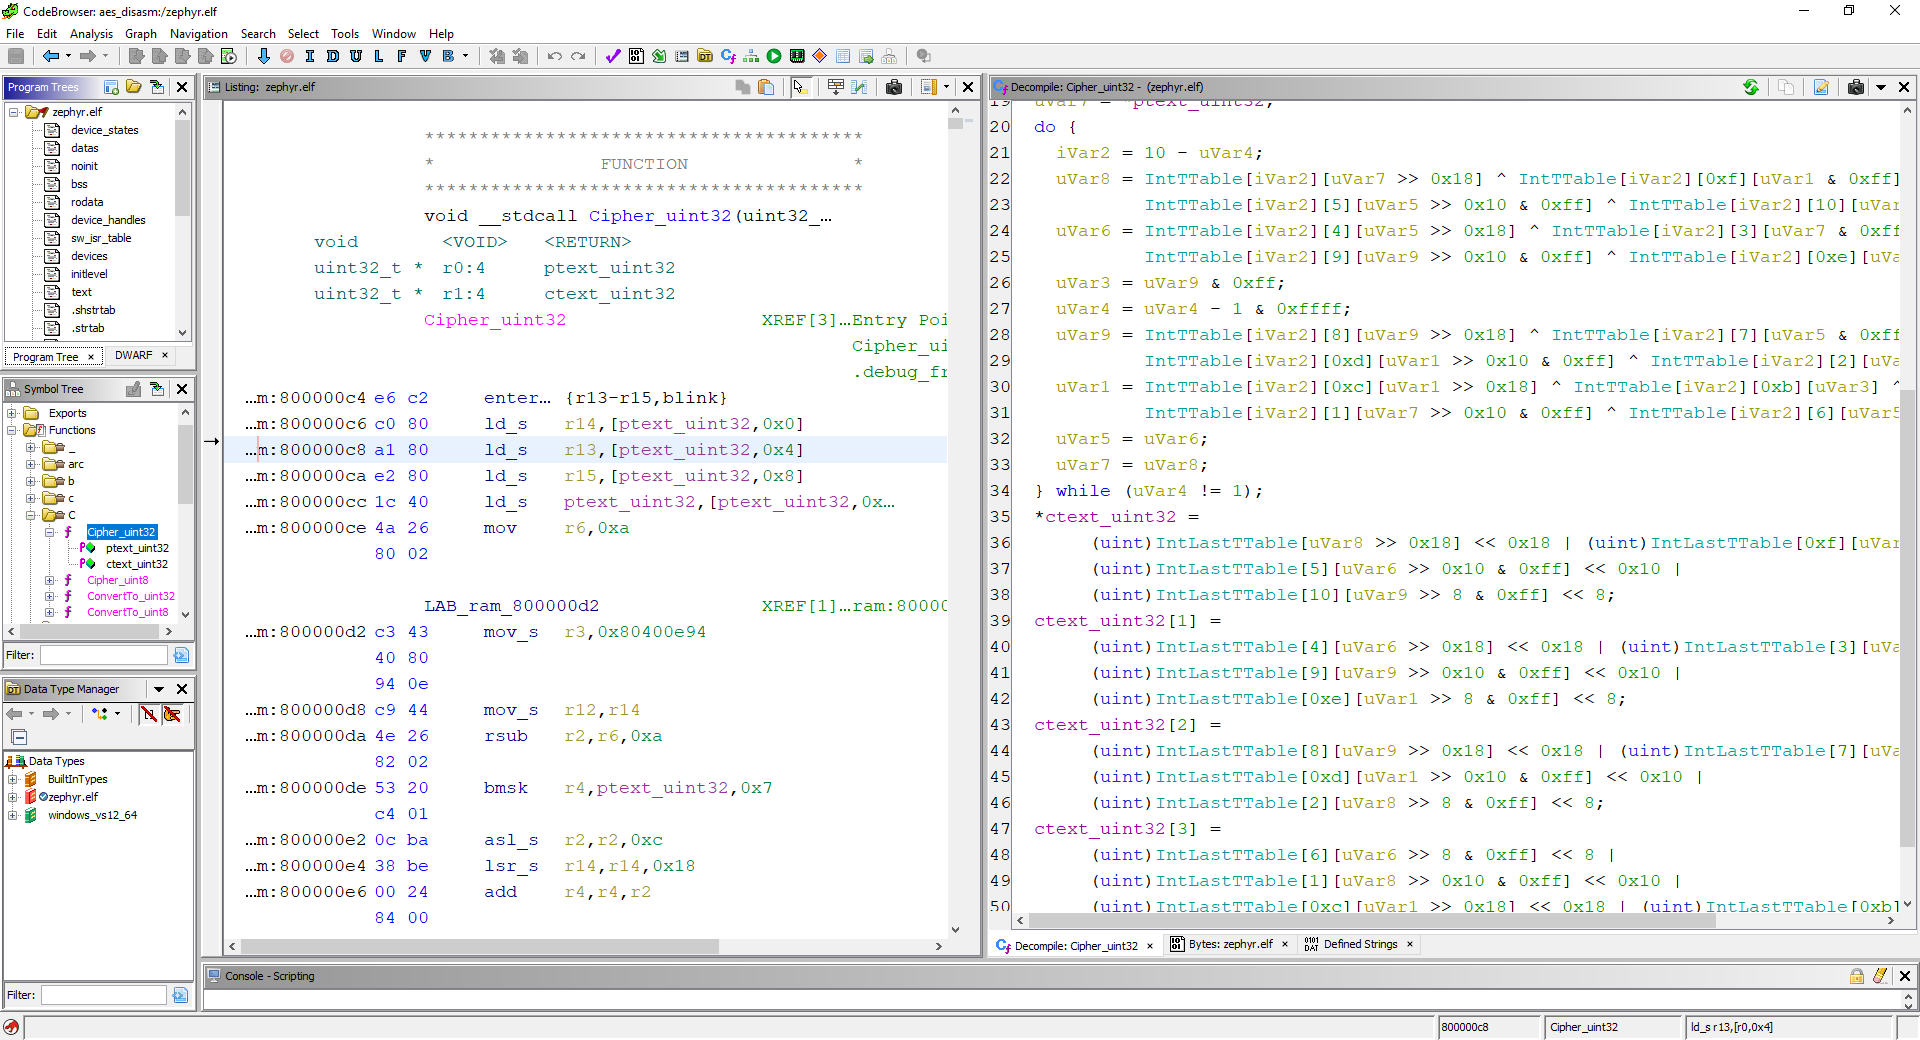 CodeBrowser: aes_disasm:/zephyr.elf
File Edit Analysis Graph Navigation Search Select Tools Window Help
I D U L F V B
Program Trees
zephyr.elf
device_states
datas
noinit
bss
rodata
device_handles
sw_isr_table
devices
initlevel
text
.shstrtab
.strtab
Program Tree × DWARF ×
Symbol Tree
Exports
Functions
_
arc
b
c
C
Cipher_uint32
ptext_uint32
ctext_uint32
Cipher_uint8
ConvertTo_uint32
ConvertTo_uint8
Filter:
Data Type Manager
Data Types
BuiltInTypes
zephyr.elf
windows_vs12_64
Filter:
Listing: zephyr.elf
****************************************
* FUNCTION *
****************************************
void __stdcall Cipher_uint32(uint32_…
void <VOID> <RETURN>
uint32_t * r0:4 ptext_uint32
uint32_t * r1:4 ctext_uint32
Cipher_uint32 XREF[3]…Entry Poi
Cipher_ui
.debug_fr
…m:800000c4 e6 c2 enter… {r13-r15,blink}
…m:800000c6 c0 80 ld_s r14,[ptext_uint32,0x0]
…m:800000c8 a1 80 ld_s r13,[ptext_uint32,0x4]
…m:800000ca e2 80 ld_s r15,[ptext_uint32,0x8]
…m:800000cc 1c 40 ld_s ptext_uint32,[ptext_uint32,0x…
…m:800000ce 4a 26 mov r6,0xa
80 02
LAB_ram_800000d2 XREF[1]…ram:80000
…m:800000d2 c3 43 mov_s r3,0x80400e94
40 80
94 0e
…m:800000d8 c9 44 mov_s r12,r14
…m:800000da 4e 26 rsub r2,r6,0xa
82 02
…m:800000de 53 20 bmsk r4,ptext_uint32,0x7
c4 01
…m:800000e2 0c ba asl_s r2,r2,0xc
…m:800000e4 38 be lsr_s r14,r14,0x18
…m:800000e6 00 24 add r4,r4,r2
84 00
Decompile: Cipher_uint32 - (zephyr.elf)
19 uVar7 = *ptext_uint32;
20 do {
21 iVar2 = 10 - uVar4;
22 uVar8 = IntTTable[iVar2][uVar7 >> 0x18] ^ IntTTable[iVar2][0xf][uVar1 & 0xff]
23 IntTTable[iVar2][5][uVar5 >> 0x10 & 0xff] ^ IntTTable[iVar2][10][uVar
24 uVar6 = IntTTable[iVar2][4][uVar5 >> 0x18] ^ IntTTable[iVar2][3][uVar7 & 0xff
25 IntTTable[iVar2][9][uVar9 >> 0x10 & 0xff] ^ IntTTable[iVar2][0xe][uVa
26 uVar3 = uVar9 & 0xff;
27 uVar4 = uVar4 - 1 & 0xffff;
28 uVar9 = IntTTable[iVar2][8][uVar9 >> 0x18] ^ IntTTable[iVar2][7][uVar5 & 0xff
29 IntTTable[iVar2][0xd][uVar1 >> 0x10 & 0xff] ^ IntTTable[iVar2][2][uVa
30 uVar1 = IntTTable[iVar2][0xc][uVar1 >> 0x18] ^ IntTTable[iVar2][0xb][uVar3] ^
31 IntTTable[iVar2][1][uVar7 >> 0x10 & 0xff] ^ IntTTable[iVar2][6][uVar5
32 uVar5 = uVar6;
33 uVar7 = uVar8;
34 } while (uVar4 != 1);
35 *ctext_uint32 =
36 (uint)IntLastTTable[uVar8 >> 0x18] << 0x18 | (uint)IntLastTTable[0xf][uVar
37 (uint)IntLastTTable[5][uVar6 >> 0x10 & 0xff] << 0x10 |
38 (uint)IntLastTTable[10][uVar9 >> 8 & 0xff] << 8;
39 ctext_uint32[1] =
40 (uint)IntLastTTable[4][uVar6 >> 0x18] << 0x18 | (uint)IntLastTTable[3][uVa
41 (uint)IntLastTTable[9][uVar9 >> 0x10 & 0xff] << 0x10 |
42 (uint)IntLastTTable[0xe][uVar1 >> 8 & 0xff] << 8;
43 ctext_uint32[2] =
44 (uint)IntLastTTable[8][uVar9 >> 0x18] << 0x18 | (uint)IntLastTTable[7][uVa
45 (uint)IntLastTTable[0xd][uVar1 >> 0x10 & 0xff] << 0x10 |
46 (uint)IntLastTTable[2][uVar8 >> 8 & 0xff] << 8;
47 ctext_uint32[3] =
48 (uint)IntLastTTable[6][uVar6 >> 8 & 0xff] << 8 |
49 (uint)IntLastTTable[1][uVar8 >> 0x10 & 0xff] << 0x10 |
50 (uint)IntLastTTable[0xc][uVar1 >> 0x18] << 0x18 | (uint)IntLastTTable[0xb]
Decompile: Cipher_uint32 × Bytes: zephyr.elf × Defined Strings ×
Console - Scripting
800000c8 Cipher_uint32 ld_s r13,[r0,0x4]